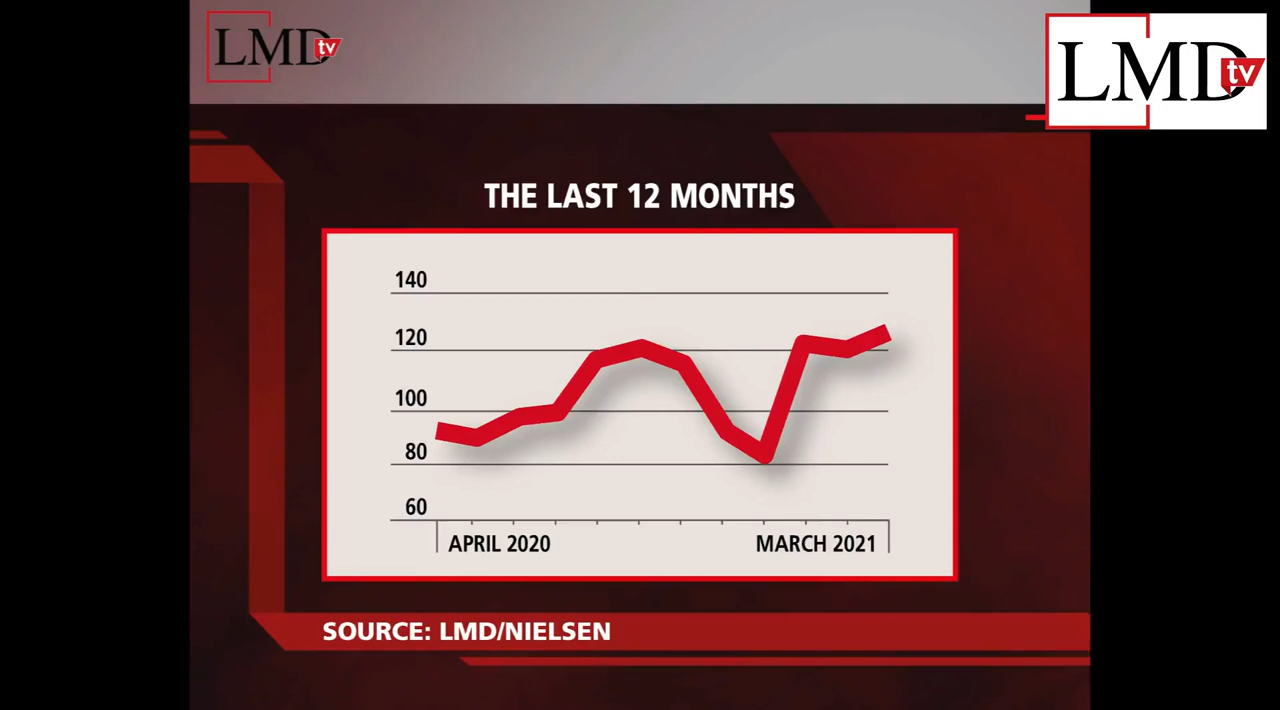 LMD tv
LMD tv
THE LAST 12 MONTHS
140
120
100
80
60
APRIL 2020 MARCH 2021
SOURCE: LMD/NIELSEN